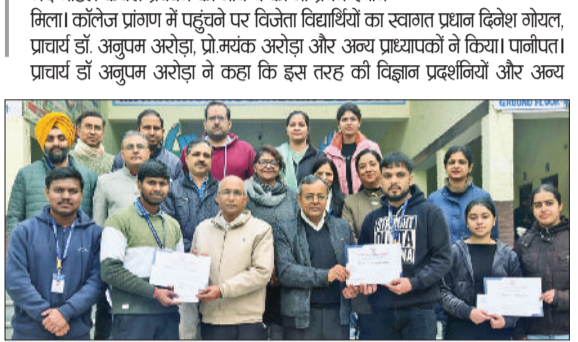 मिला। कॉलेज प्रांगण में पहुंचने पर विजेता विद्यार्थियों का स्वागत प्रधान दिनेश गोयल,
प्राचार्य डॉ. अनुपम अरोड़ा, प्रो.मयंक अरोड़ा और अन्य प्राध्यापकों ने किया। पानीपत।
प्राचार्य डॉ अनुपम अरोड़ा ने कहा कि इस तरह की विज्ञान प्रदर्शनियों और अन्य
GROUND FLOOR
STRAIGHT